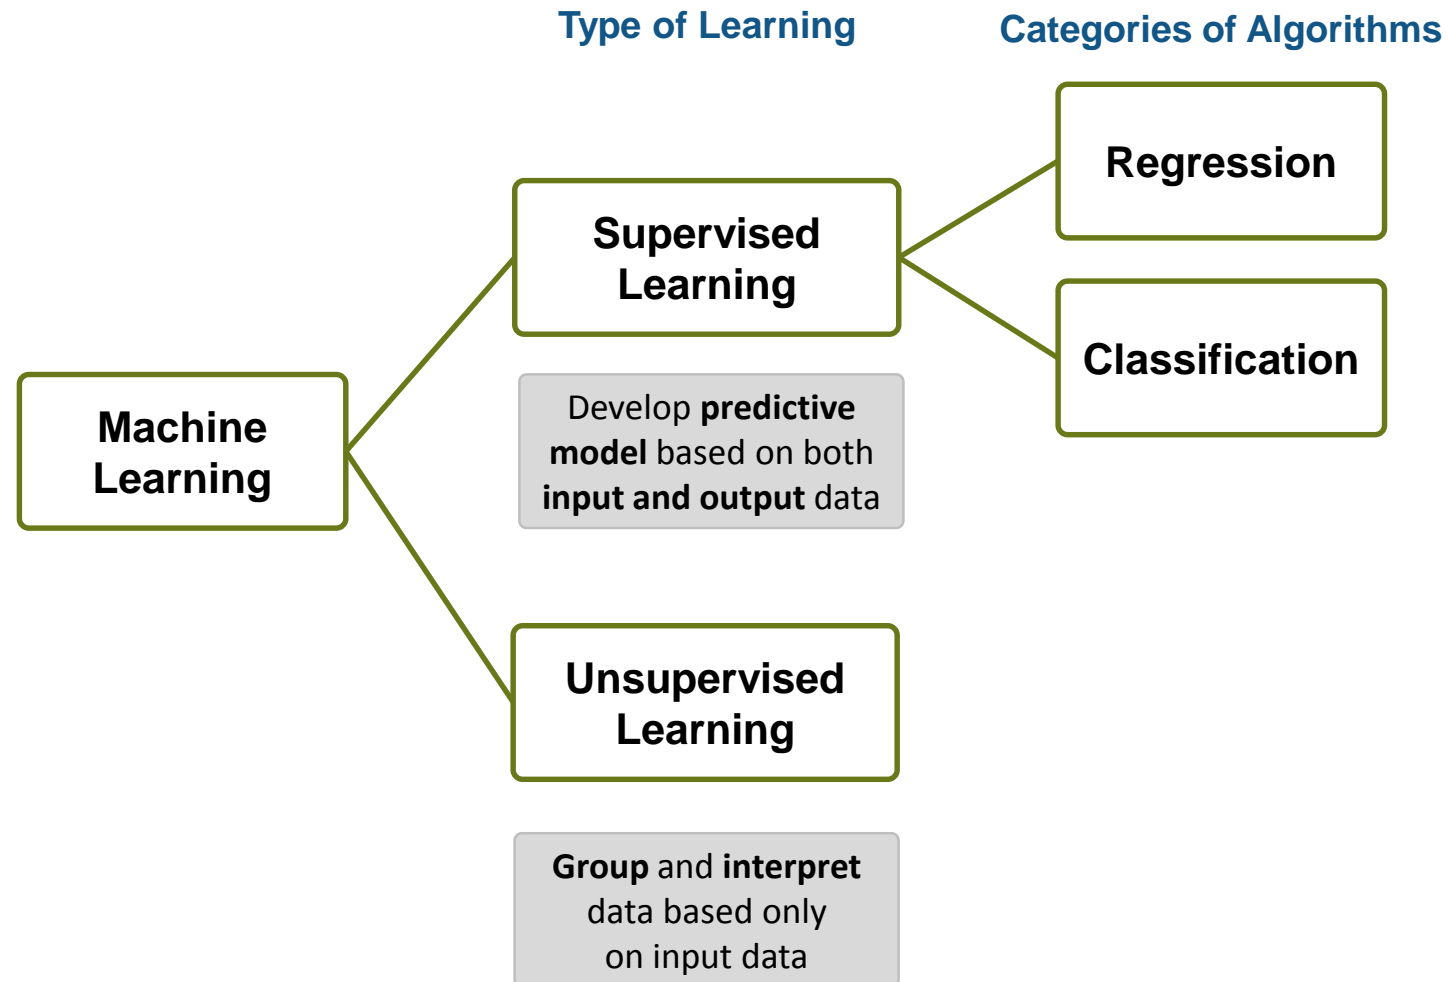 Type of Learning
Categories of Algorithms
Regression
Supervised
Learning
Classification
Machine
Learning
Develop predictive
model based on both
input and output data
Unsupervised
Learning
Group and interpret
data based only
on input data